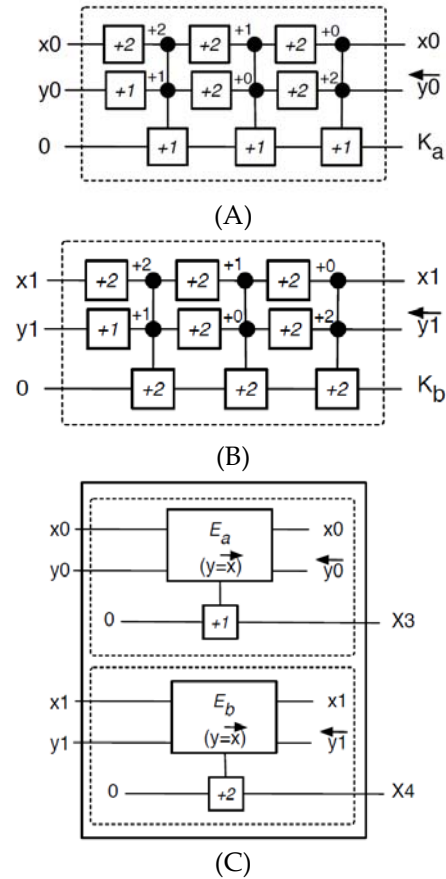 +2 +1 +0
x0 +2 +2 +2 x0
+1 +0 +2
y0 +1 +2 +2 y0
0 +1 +1 +1 Ka
(A)
+2 +1 +0
x1 +2 +2 +2 x1
+1 +0 +2
y1 +1 +2 +2 y1
0 +2 +2 +2 Kb
(B)
x0 Ea x0
y0 (y=x) y0
0 +1 X3
x1 Eb x1
y1 (y=x) y1
0 +2 X4
(C)